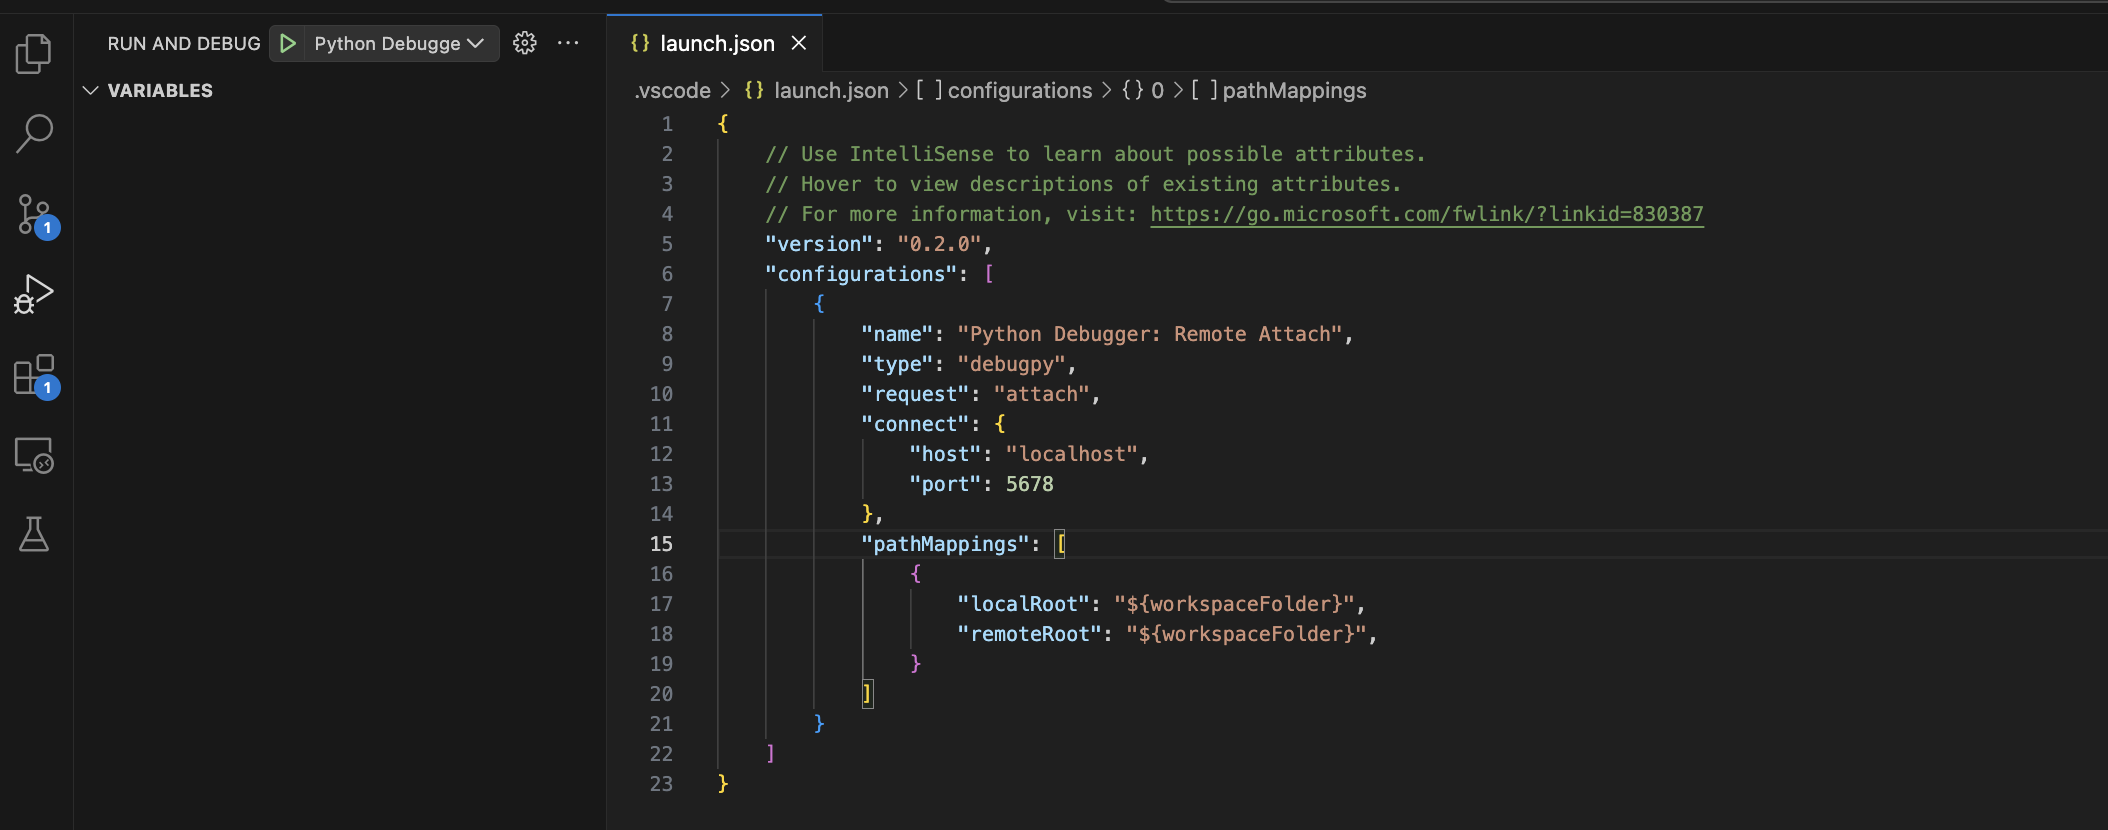 RUN AND DEBUG Python Debugge
VARIABLES
1
1
launch.json
.vscode > {} launch.json > [ ] configurations > {} 0 > [ ] pathMappings
1 {
2 // Use IntelliSense to learn about possible attributes.
3 // Hover to view descriptions of existing attributes.
4 // For more information, visit: https://go.microsoft.com/fwlink/?linkid=830387
5 "version": "0.2.0",
6 "configurations": [
7 {
8 "name": "Python Debugger: Remote Attach",
9 "type": "debugpy",
10 "request": "attach",
11 "connect": {
12 "host": "localhost",
13 "port": 5678
14 },
15 "pathMappings": [
16 {
17 "localRoot": "${workspaceFolder}",
18 "remoteRoot": "${workspaceFolder}",
19 }
20 ]
21 }
22 ]
23 }